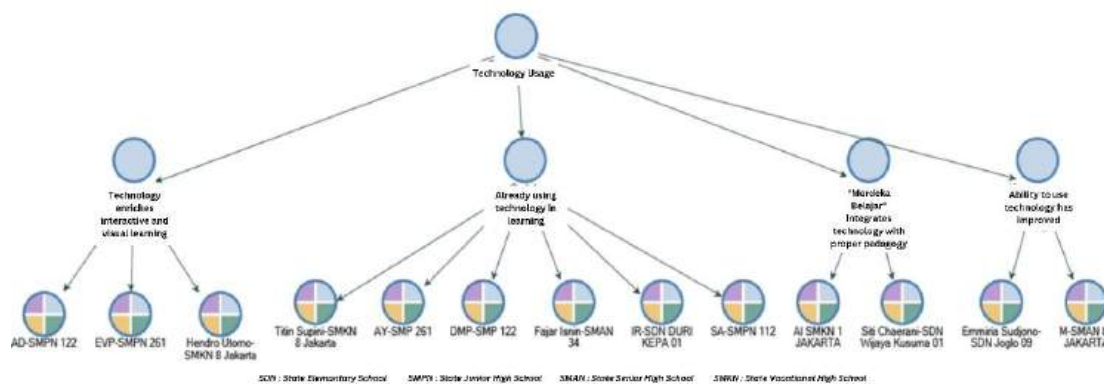 Technology Usage
Technology
enriches
interactive and
visual learning
Already using
technology in
learning
"Merdeka
Belajar"
integrates
technology with
proper pedagogy
Ability to use
technology has
improved
AD-SMPN 122
EVP-SMPN 261
Hendro Utomo-
SMKN 8 Jakarta
Titin Supini-SMKN
8 Jakarta
AY-SMP 261
DMP-SMP 122
Fajar Isnin-SMAN
34
IR-SDN DURI
KEPA 01
SA-SMPN 112
AI SMKN 1
JAKARTA
Siti Chaerani-SDN
Wijaya Kusuma 01
Emmiria Sudjono-
SDN Joglo 09
M-SMAN 8
JAKARTA
SDN : State Elementary School SMPN : State Junior High School SMAN : State Senior High School SMKN : State Vocational High School